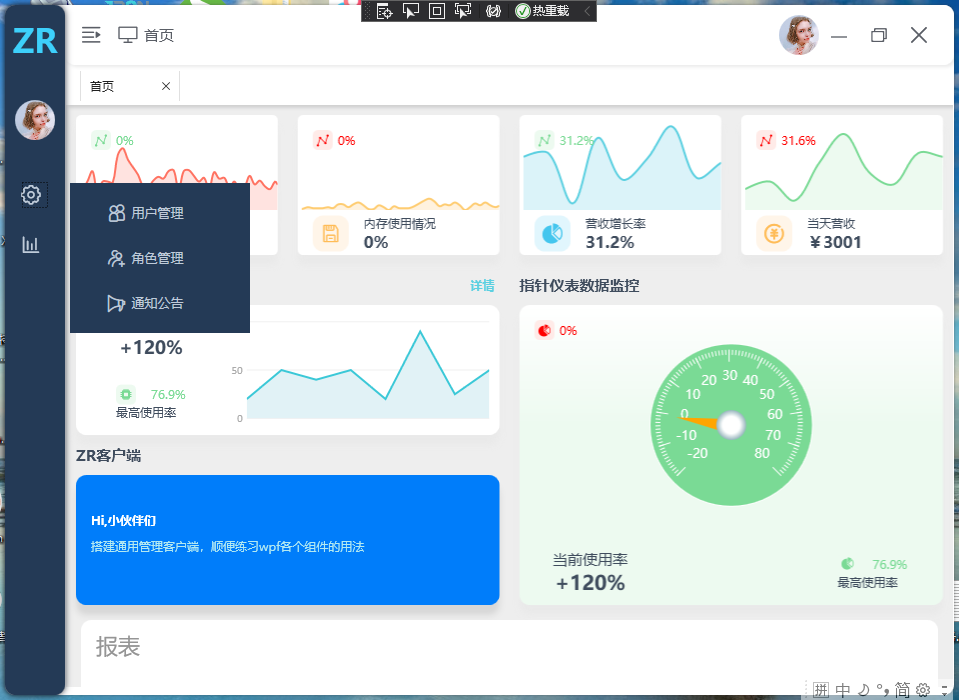 热重载
ZR
首页
首页
0%
0%
31.2%
31.6%
内存使用情况
0%
营收增长率
31.2%
当天营收
￥3001
用户管理
角色管理
通知公告
详情
指针仪表数据监控
+120%
76.9%
最高使用率
50
0
0%
-20
-10
0
10
20
30
40
50
60
70
80
当前使用率
+120%
76.9%
最高使用率
ZR客户端
Hi,小伙伴们
搭建通用管理客户端，顺便练习wpf各个组件的用法
报表
拼 中 简